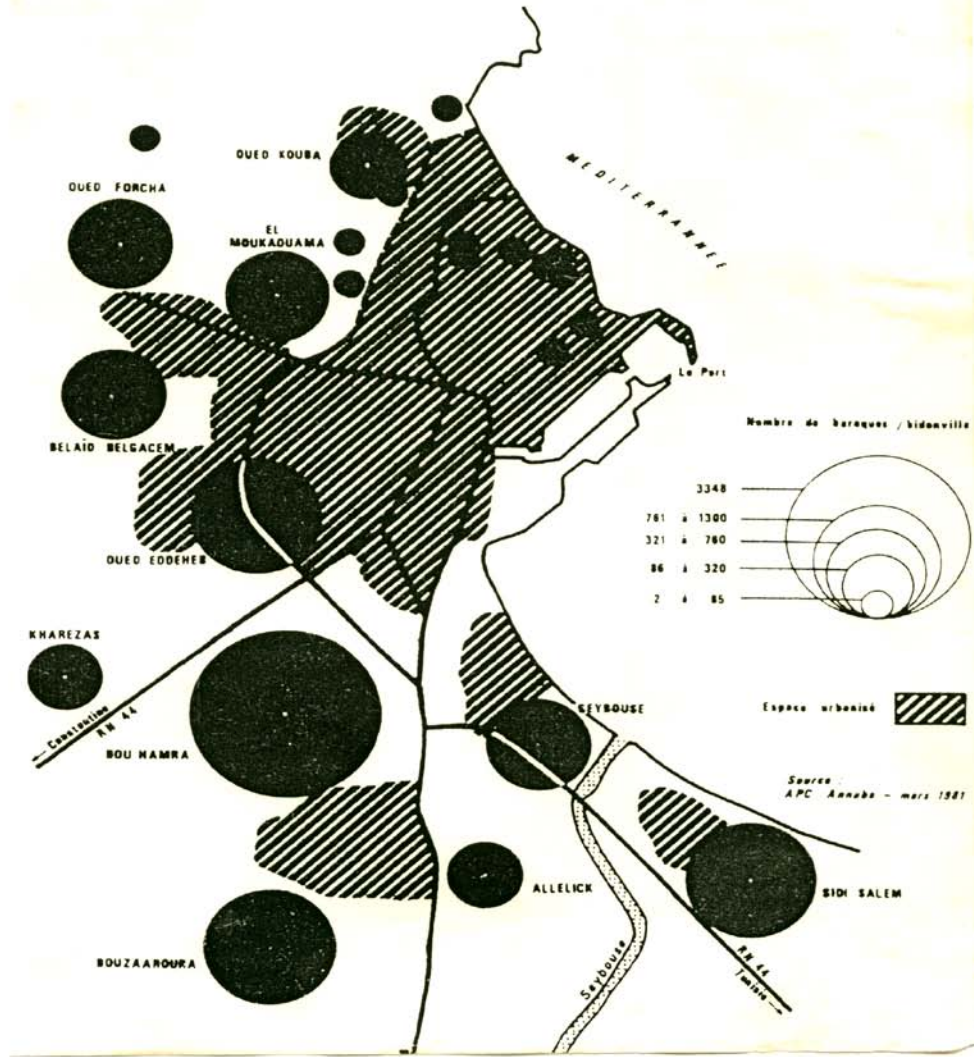 MEDITERRANNEE
OUED KOUBA
OUED FORCHA
EL
MOUKAOUAMA
Le Port
BELAÏD BELGACEM
Nombre de baraques / bidonville
3348
761 à 1300
321 à 760
86 à 320
2 à 85
OUED EDDEHEB
KHAREZAS
SEYBOUSE
Espace urbanisé
Constantine
RN 44
BOU HAMRA
Source :
APC Annaba - mars 1981
ALLELICK
SIDI SALEM
BOUZAAROURA
Seybouse
RN 44
Tunisie